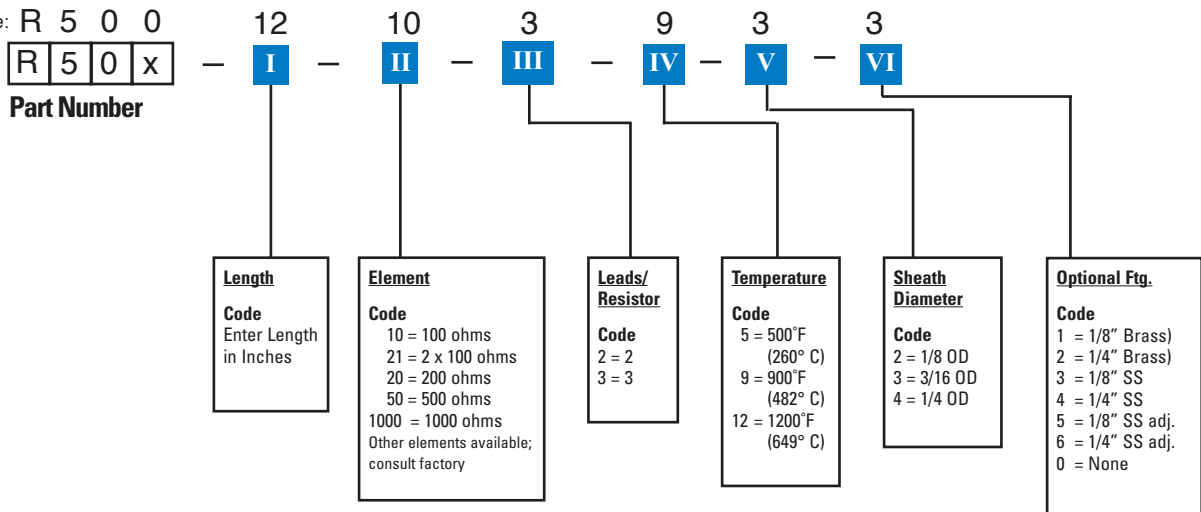 e: R 5 0 0 12 10 3 9 3 3
R 5 0 x – I – II – III – IV – V – VI
Part Number
Length
Code
Enter Length
in Inches
Element
Code
10 = 100 ohms
21 = 2 x 100 ohms
20 = 200 ohms
50 = 500 ohms
1000 = 1000 ohms
Other elements available;
consult factory
Leads/
Resistor
Code
2 = 2
3 = 3
Temperature
Code
5 = 500˚F
(260° C)
9 = 900˚F
(482° C)
12 = 1200˚F
(649° C)
Sheath
Diameter
Code
2 = 1/8 OD
3 = 3/16 OD
4 = 1/4 OD
Optional Ftg.
Code
1 = 1/8” Brass)
2 = 1/4” Brass)
3 = 1/8” SS
4 = 1/4” SS
5 = 1/8” SS adj.
6 = 1/4” SS adj.
0 = None